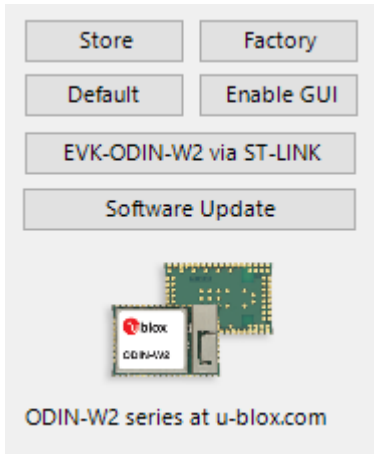 Store
Factory
Default
Enable GUI
EVK-ODIN-W2 via ST-LINK
Software Update
ublox
ODIN-W2
ODIN-W2 series at u-blox.com